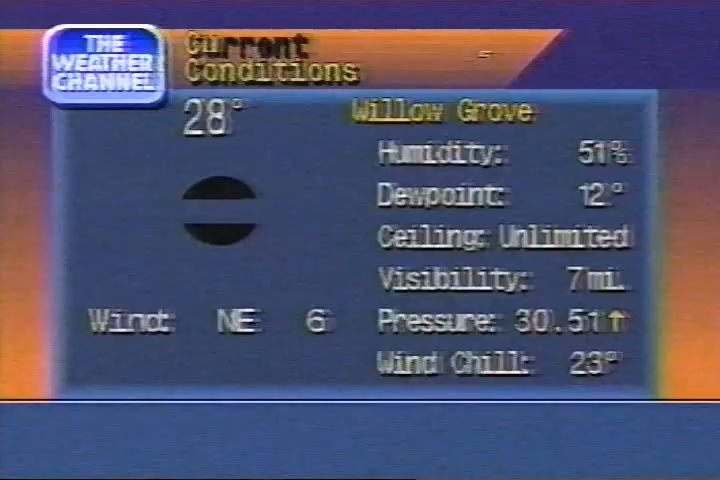 THE
WEATHER
CHANNEL
Current
Conditions
28°
Willow Grove
Humidity: 51%
Dewpoint: 12°
Ceiling: Unlimited
Visibility: 7 mi.
Wind: NE 6
Pressure: 30.51↑
Wind Chill: 23°